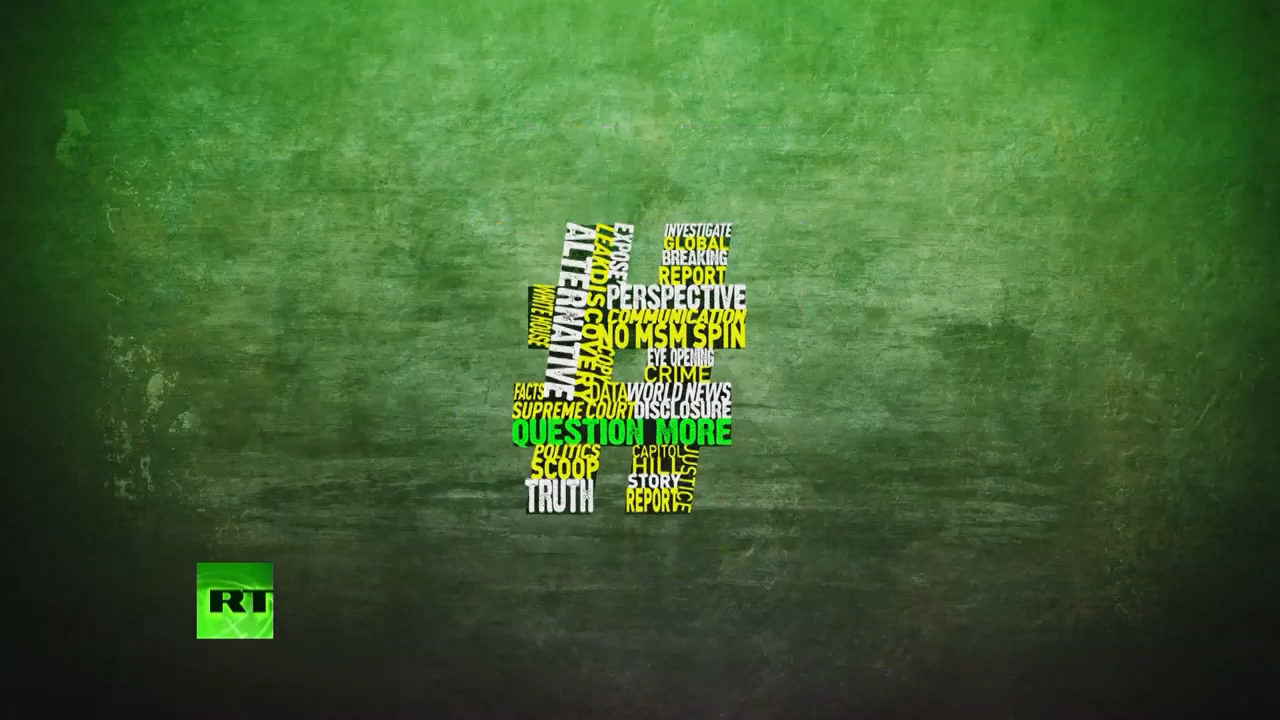 ALTERNATIVE
LEAK
DISCOVERY
EXPOSE'
INVESTIGATE
GLOBAL
BREAKING
REPORT
WHITE HOUSE
PERSPECTIVE
COMMUNICATION
NO MSM SPIN
COPY
EYE OPENING
CRIME
FACTS
DATA
WORLD NEWS
SUPREME COURT
DISCLOSURE
QUESTION MORE
POLITICS
SCOOP
TRUTH
CAPITOL
HILL
STORY
REPORT
JUSTICE
RT